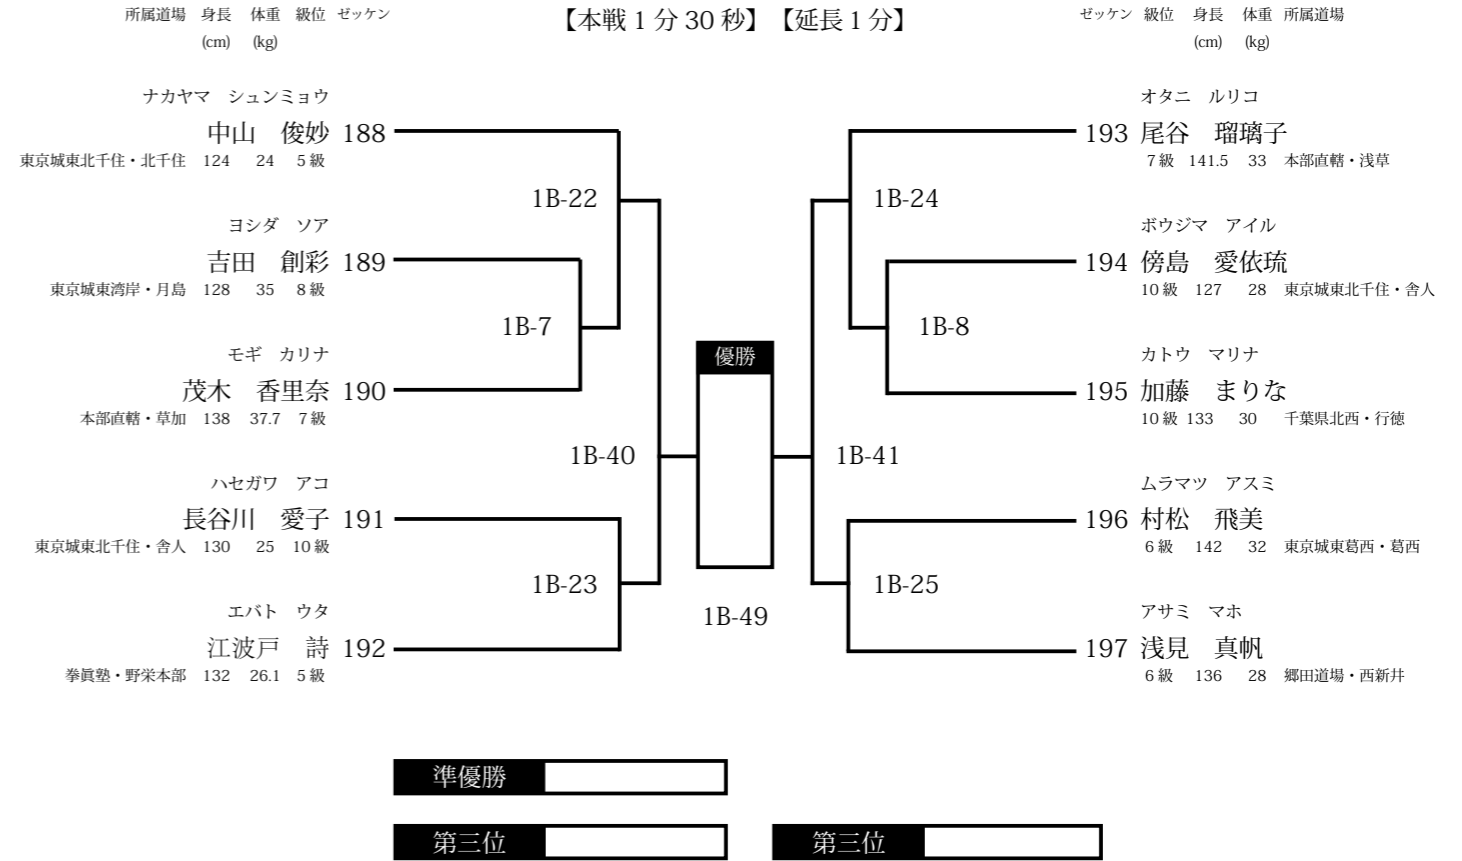 【本戦 1 分 30 秒】【延長 1 分】
所属道場 身長 体重 級位 ゼッケン
(cm) (kg)
ナカヤマ シュンミョウ
中山 俊妙 188
東京城東北千住・北千住 124 24 5 級
ヨシダ ソア
吉田 創彩 189
東京城東湾岸・月島 128 35 8 級
モギ カリナ
茂木 香里奈 190
本部直轄・草加 138 37.7 7 級
ハセガワ アコ
長谷川 愛子 191
東京城東北千住・舎人 130 25 10 級
エバト ウタ
江波戸 詩 192
拳眞塾・野栄本部 132 26.1 5 級
1B-22
1B-7
1B-40
1B-23
優勝
1B-49
1B-24
1B-8
1B-41
1B-25
ゼッケン 級位 身長 体重 所属道場
(cm) (kg)
オタニ ルリコ
193 尾谷 瑠璃子
7 級 141.5 33 本部直轄・浅草
ボウジマ アイル
194 傍島 愛依琉
10 級 127 28 東京城東北千住・舎人
カトウ マリナ
195 加藤 まりな
10 級 133 30 千葉県北西・行徳
ムラマツ アスミ
196 村松 飛美
6 級 142 32 東京城東葛西・葛西
アサミ マホ
197 浅見 真帆
6 級 136 28 郷田道場・西新井
準優勝
第三位
第三位